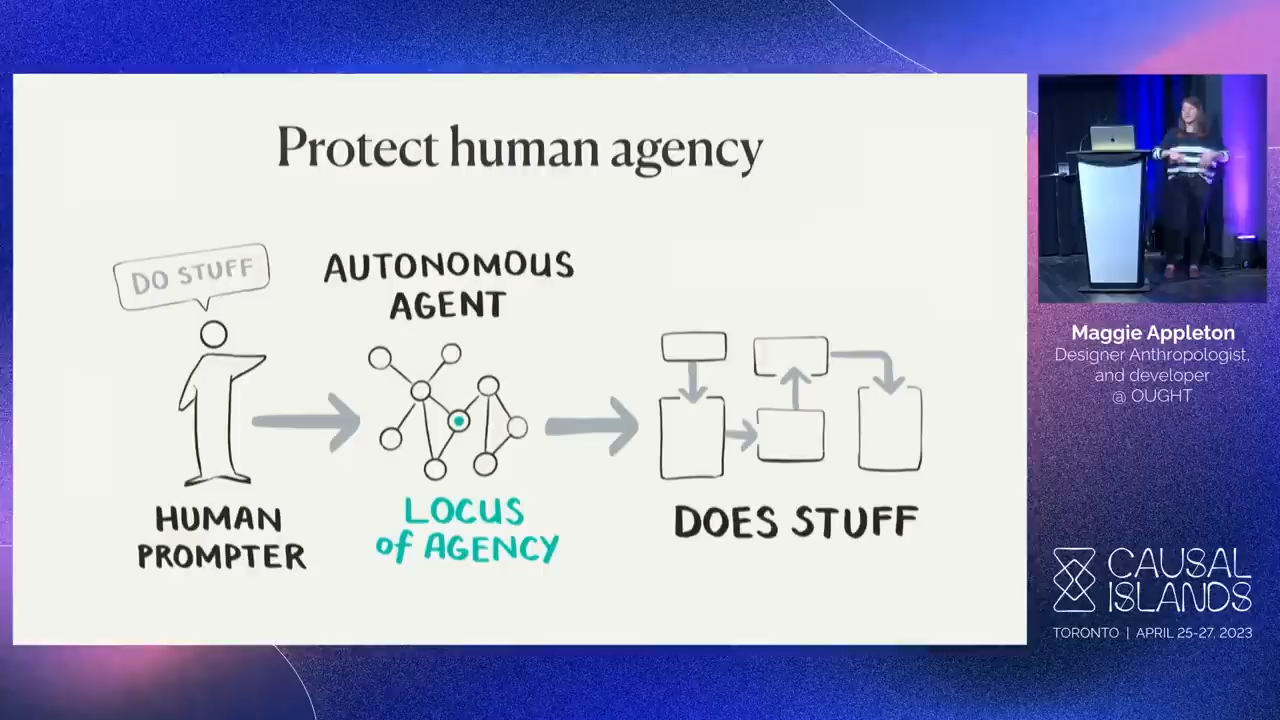 Protect human agency
DO STUFF
AUTONOMOUS
AGENT
HUMAN
PROMPTER
LOCUS
of AGENCY
DOES STUFF
Maggie Appleton
Designer Anthropologist,
and developer
@ OUGHT
CAUSAL
ISLANDS
TORONTO | APRIL 25-27, 2023